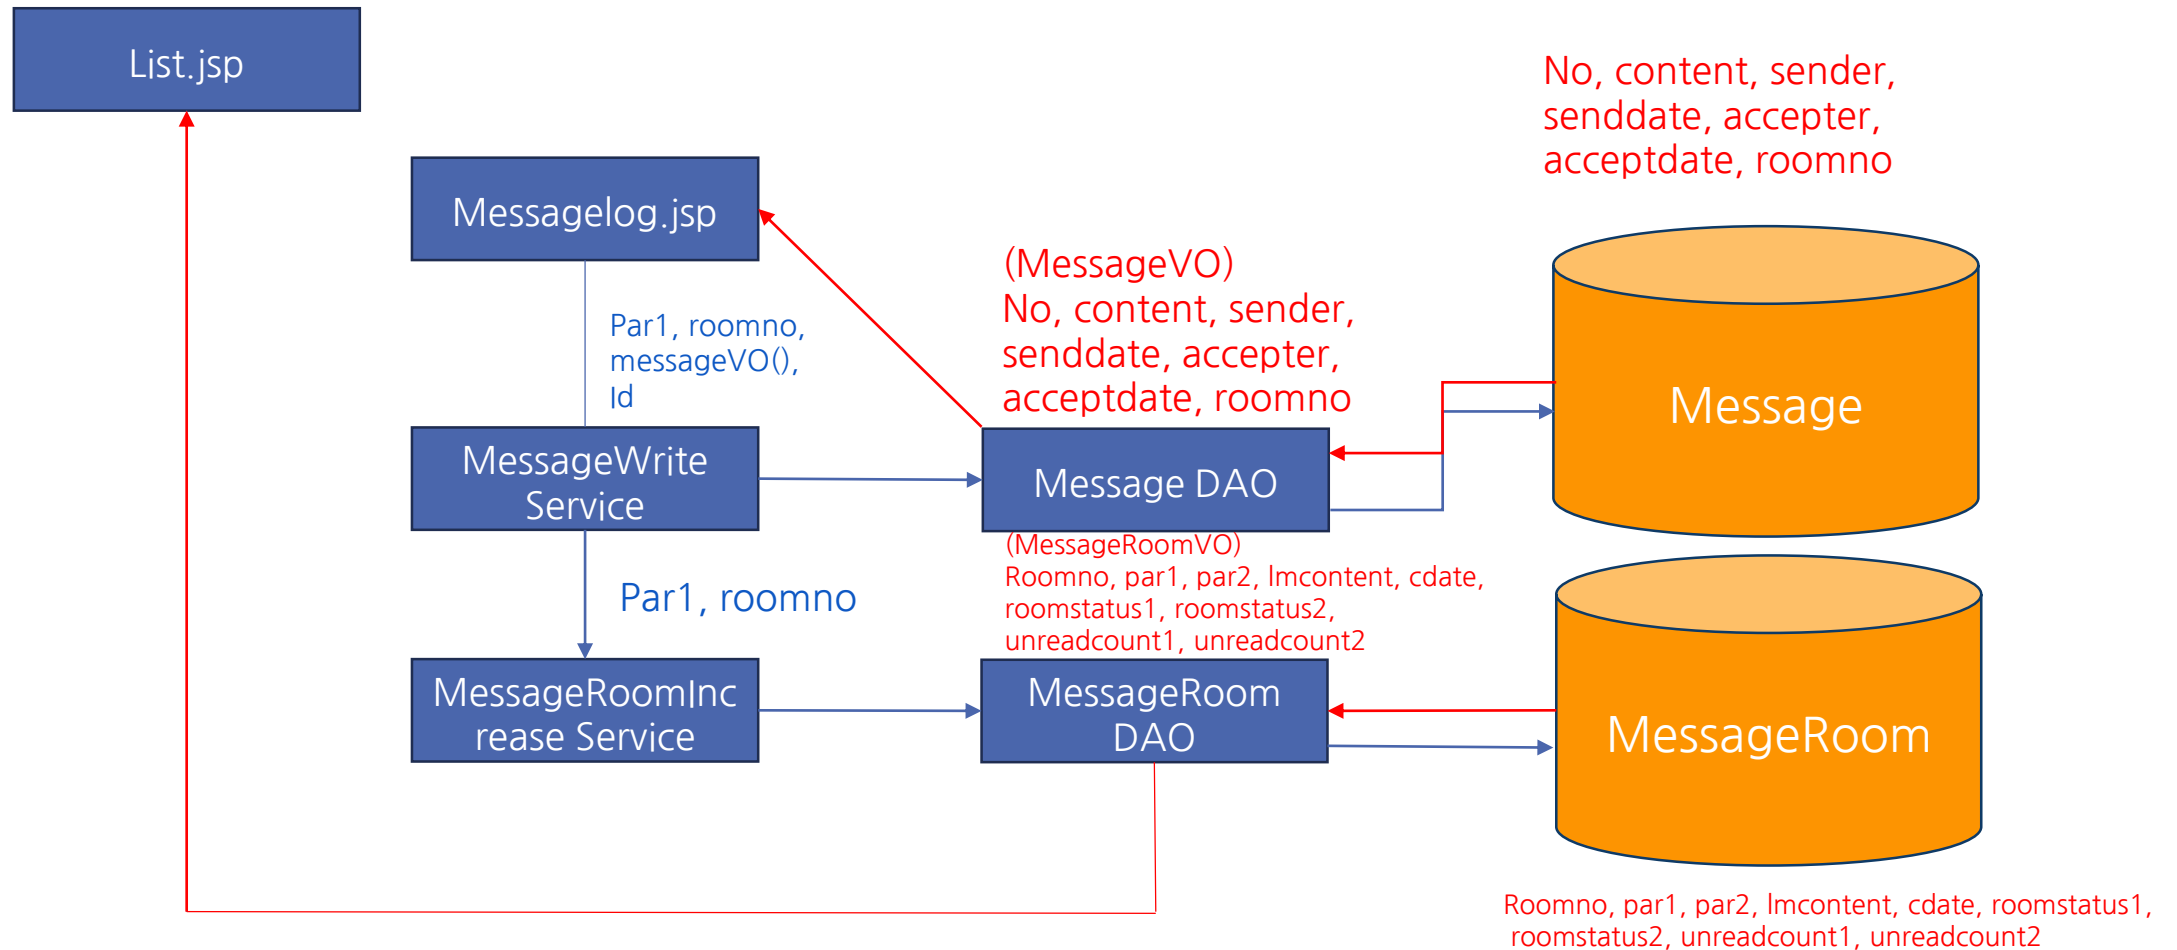 List.jsp
No, content, sender,
senddate, accepter,
acceptdate, roomno
Messagelog.jsp
(MessageVO)
No, content, sender,
senddate, accepter,
acceptdate, roomno
Par1, roomno,
messageVO(),
Id
Message
MessageWrite
Service
Message DAO
(MessageRoomVO)
Roomno, par1, par2, lmcontent, cdate,
roomstatus1, roomstatus2,
unreadcount1, unreadcount2
Par1, roomno
MessageRoomInc
rease Service
MessageRoom
DAO
MessageRoom
Roomno, par1, par2, lmcontent, cdate, roomstatus1,
roomstatus2, unreadcount1, unreadcount2